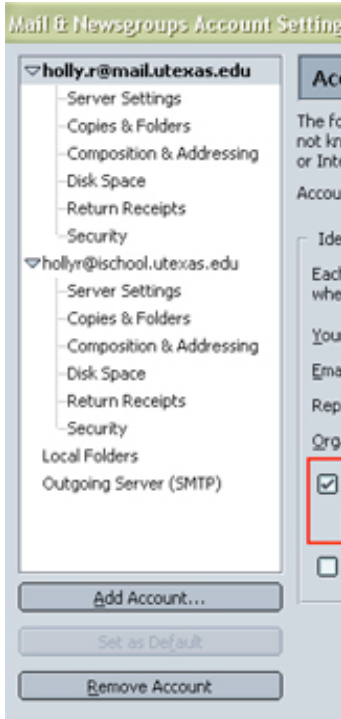 Mail & Newsgroups Account Setting
holly.r@mail.utexas.edu
Server Settings
Copies & Folders
Composition & Addressing
Disk Space
Return Receipts
Security
hollyr@ischool.utexas.edu
Server Settings
Copies & Folders
Composition & Addressing
Disk Space
Return Receipts
Security
Local Folders
Outgoing Server (SMTP)
Add Account...
Set as Default
Remove Account
Acc
The fo
not kn
or Inte
Accou
Ide
Each
whe
Your
Ema
Rep
Orga